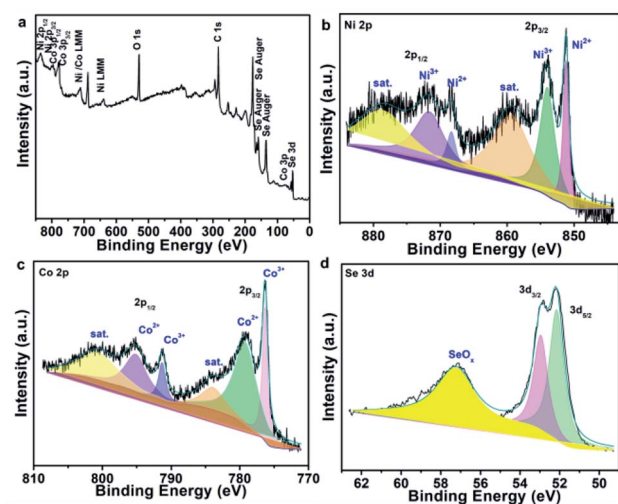 a
Ni 2p1/2
Ni 2p3/2
Co 3p1/2
Co 3p3/2
Ni /Co LMM
Ni LMM
O 1s
C 1s
Se Auger
Se Auger
Se Auger
Co 3p
Se 3d
Intensity (a.u.)
800 700 600 500 400 300 200 100 0
Binding Energy (eV)
b Ni 2p
2p3/2
Ni3+ Ni2+
2p1/2
sat. Ni3+ Ni2+ sat.
Intensity (a.u.)
880 870 860 850
Binding Energy (eV)
c Co 2p
2p3/2 Co3+
2p1/2
Co2+
sat. Co2+ Co3+ sat.
Intensity (a.u.)
810 800 790 780 770
Binding Energy (eV)
d Se 3d
3d3/2
3d5/2
SeOx
Intensity (a.u.)
62 60 58 56 54 52 50
Binding Energy (eV)